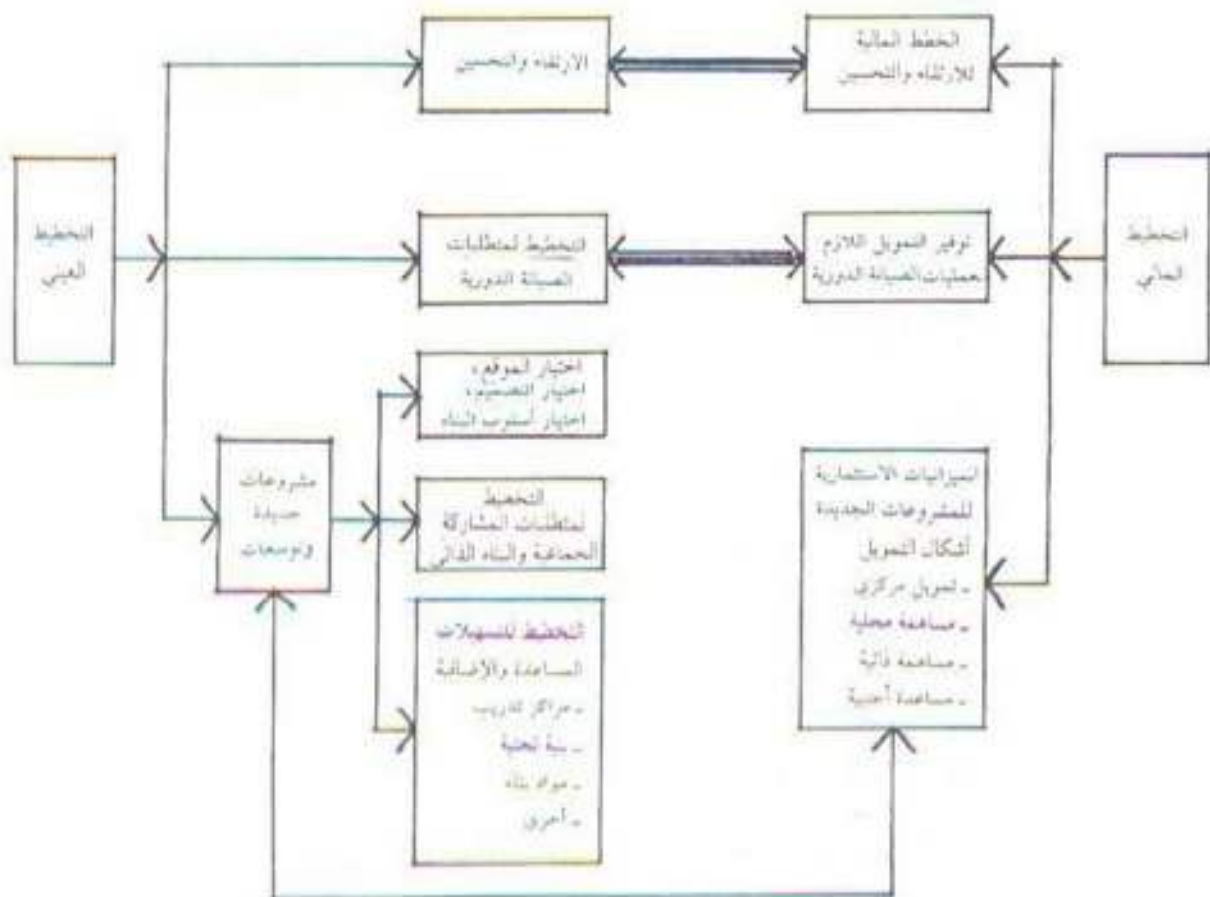 الخطط المالية
للارتقاء والتحسين
الارتقاء والتحسين
التخطيط
المالي
توفير التمويل اللازم
لعمليات الصيانة الدورية
التخطيط لمتطلبات
الصيانة الدورية
التخطيط
العيني
اختيار الموقع،
اختيار التصميم،
اختيار أسلوب البناء
الميزانيات الاستثمارية
للمشروعات الجديدة
أشكال التمويل
- تمويل مركزي
- مساهمة محلية
- مساهمة ذاتية
- مساعدة أجنبية
التخطيط
لمتطلبات المشاركة
الجماعية والبناء الذاتي
مشروعات
جديدة
وتوسعات
التخطيط للتسهيلات
المساعدة والإضافية
- مراكز تدريب
- بنية تحتية
- مواد بناء
- أخرى